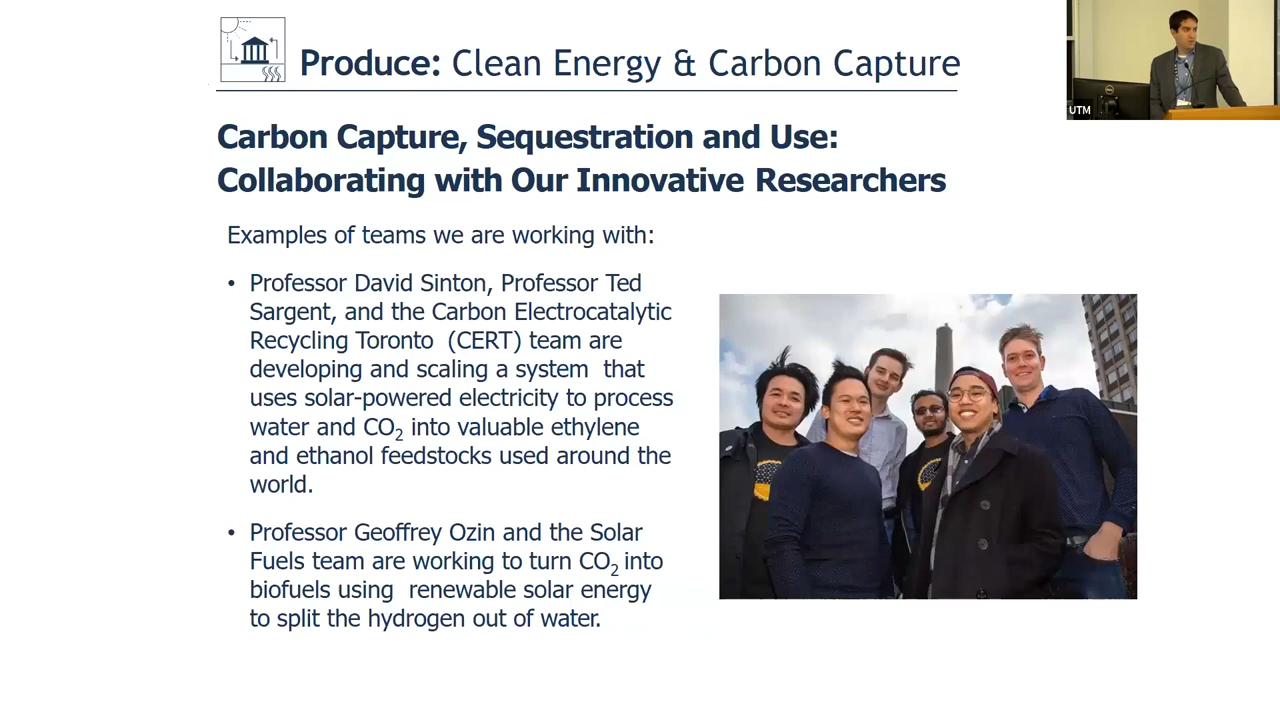 Produce: Clean Energy & Carbon Capture
UTM
Carbon Capture, Sequestration and Use:
Collaborating with Our Innovative Researchers
Examples of teams we are working with:
• Professor David Sinton, Professor Ted
Sargent, and the Carbon Electrocatalytic
Recycling Toronto (CERT) team are
developing and scaling a system that
uses solar-powered electricity to process
water and CO₂ into valuable ethylene
and ethanol feedstocks used around the
world.
• Professor Geoffrey Ozin and the Solar
Fuels team are working to turn CO₂ into
biofuels using renewable solar energy
to split the hydrogen out of water.